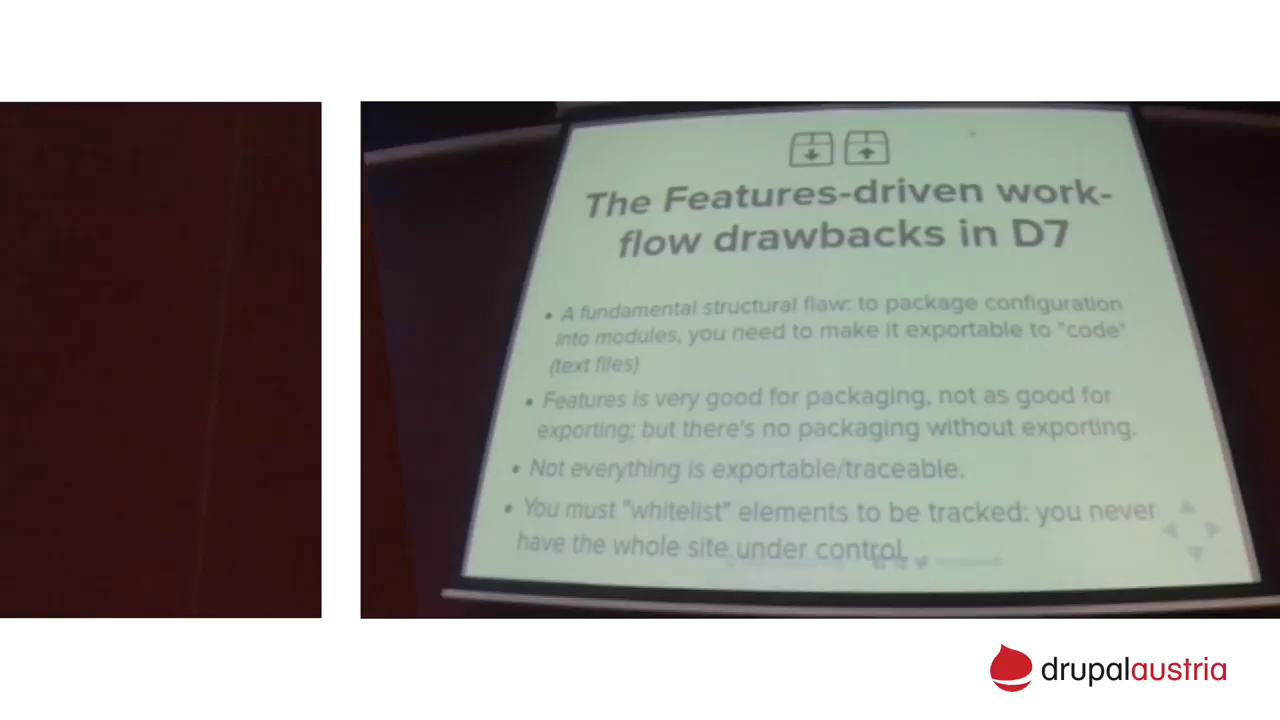 The Features-driven work-
flow drawbacks in D7
• A fundamental structural flaw: to package configuration
into modules, you need to make it exportable to "code"
(text files)
• Features is very good for packaging, not as good for
exporting; but there's no packaging without exporting.
• Not everything is exportable/traceable.
• You must "whitelist" elements to be tracked: you never
have the whole site under control.
drupalaustria